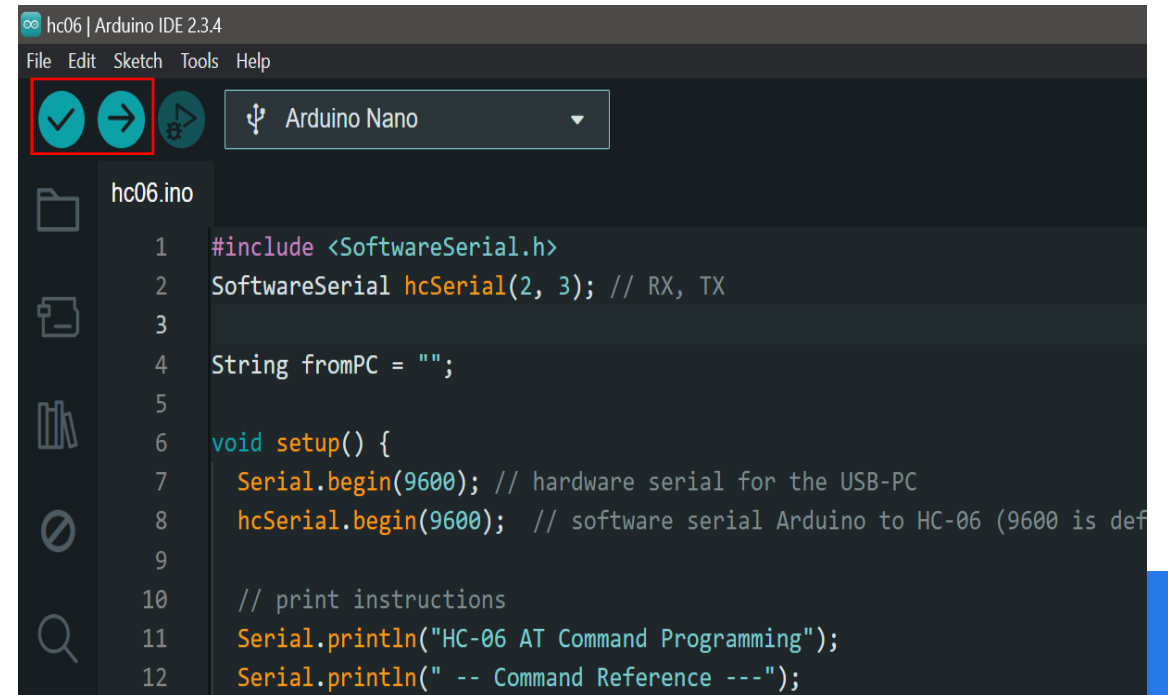 hc06 | Arduino IDE 2.3.4
File Edit Sketch Tools Help
Arduino Nano
hc06.ino
1 #include <SoftwareSerial.h>
2 SoftwareSerial hcSerial(2, 3); // RX, TX
3
4 String fromPC = "";
5
6 void setup() {
7 Serial.begin(9600); // hardware serial for the USB-PC
8 hcSerial.begin(9600); // software serial Arduino to HC-06 (9600 is def
9
10 // print instructions
11 Serial.println("HC-06 AT Command Programming");
12 Serial.println(" -- Command Reference ---");